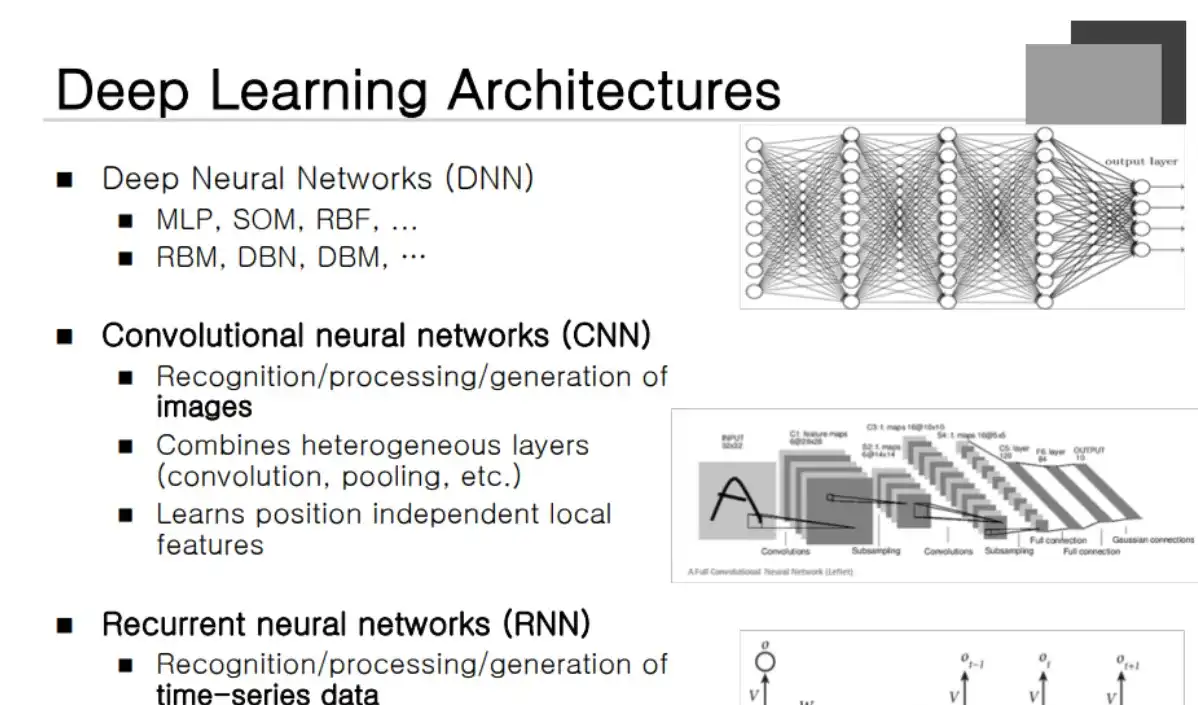 Deep Learning Architectures
■ Deep Neural Networks (DNN)
■ MLP, SOM, RBF, ...
■ RBM, DBN, DBM, ⋯
output layer
■ Convolutional neural networks (CNN)
■ Recognition/processing/generation of
images
■ Combines heterogeneous layers
(convolution, pooling, etc.)
■ Learns position independent local
features
INPUT
32x32
C1: feature maps
6@28x28
S2: f. maps
6@14x14
C3: f. maps 16@10x10
S4: f. maps 16@5x5
C5: layer
120
F6: layer
84
OUTPUT
10
Convolutions
Subsampling
Convolutions
Subsampling
Full connection
Full connection
Gaussian connections
A Full Convolutional Neural Network (LeNet)
■ Recurrent neural networks (RNN)
■ Recognition/processing/generation of
time-series data
o
V
W
o t-1
V
o t
V
o t+1
V